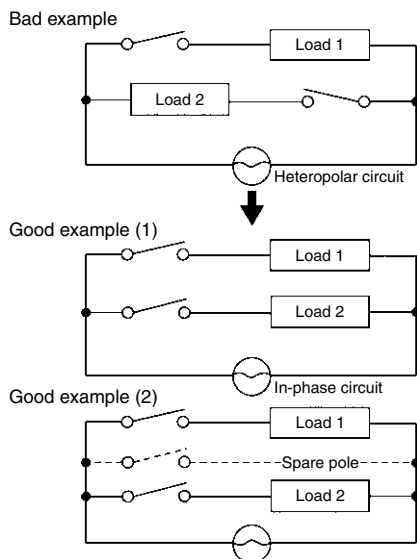 Bad example
Load 1
Load 2
Heteropolar circuit
Good example (1)
Load 1
Load 2
In-phase circuit
Good example (2)
Load 1
Spare pole
Load 2